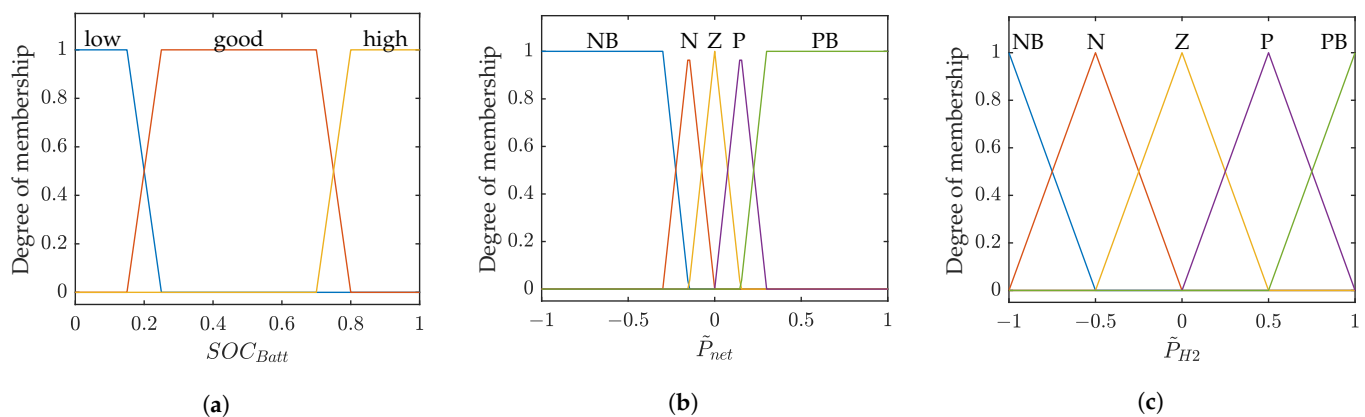 low good high
1
0.8
0.6
0.4
0.2
0
Degree of membership
0 0.2 0.4 0.6 0.8 1
SOC_Batt
(a)
NB N Z P PB
1
0.8
0.6
0.4
0.2
0
Degree of membership
−1 −0.5 0 0.5 1
P̃_net
(b)
NB N Z P PB
1
0.8
0.6
0.4
0.2
0
Degree of membership
−1 −0.5 0 0.5 1
P̃_H2
(c)